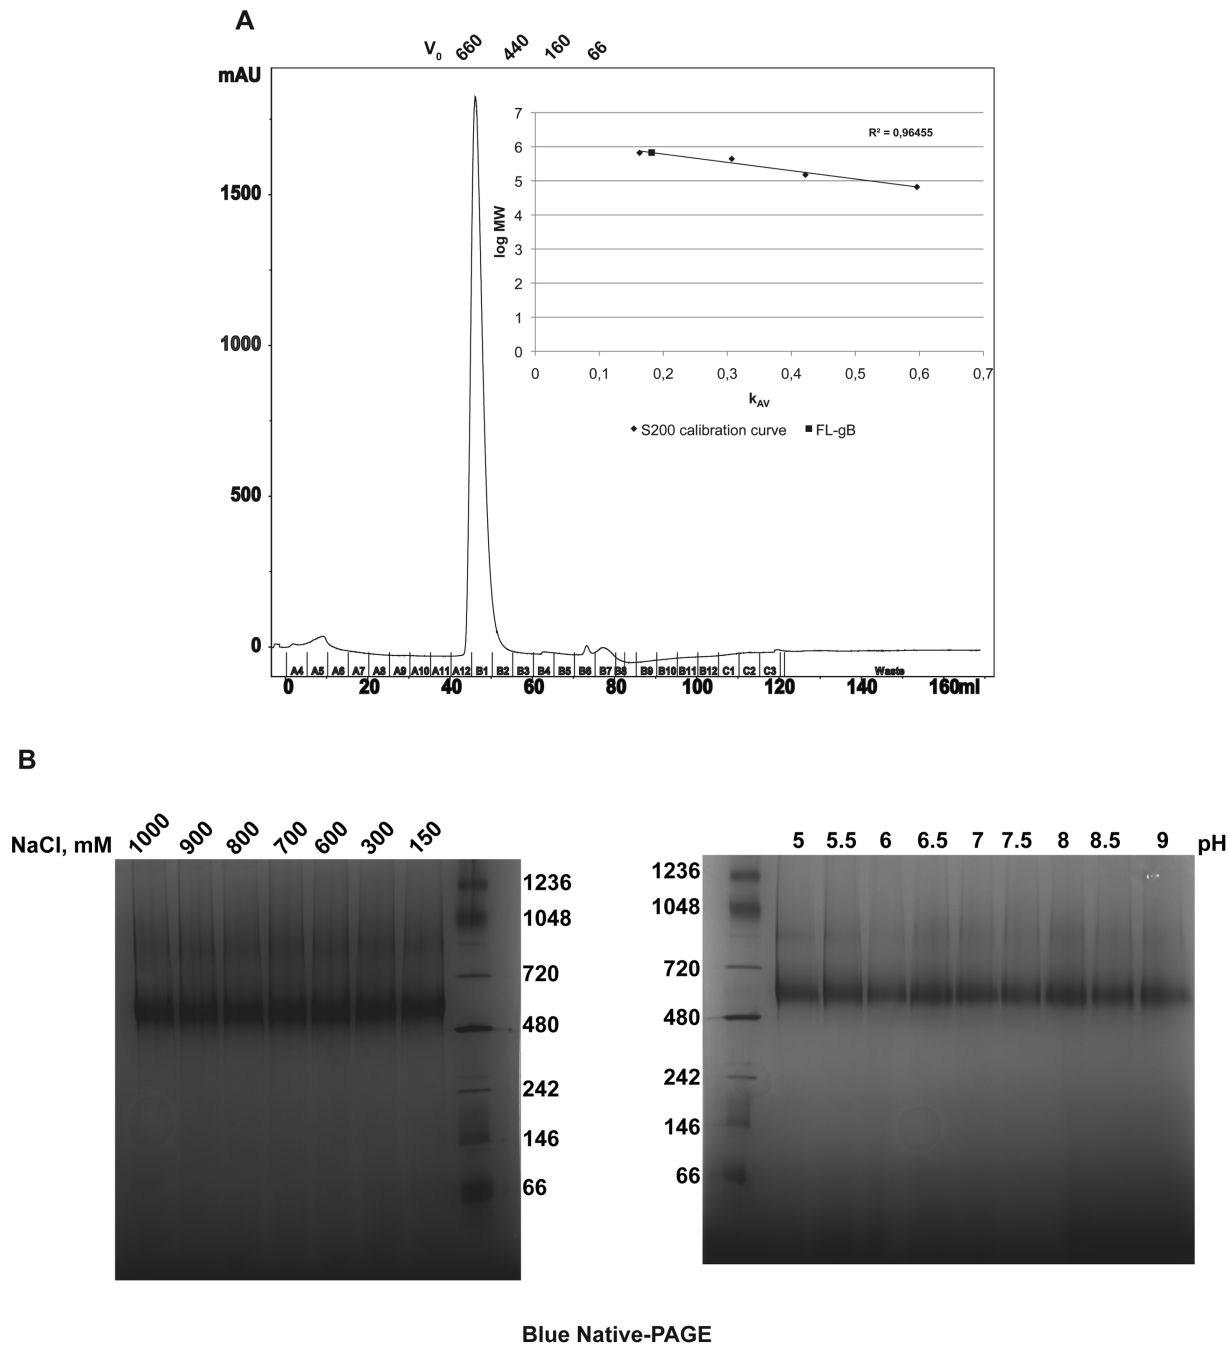 A
V0 660 440 160 66
mAU
1500
1000
500
0
7
6
5
4
3
2
1
0
log MW
R² = 0,96455
0 0,1 0,2 0,3 0,4 0,5 0,6 0,7
kAV
S200 calibration curve FL-gB
A4 A5 A6 A7 A8 A9 A10 A11 A12 B1 B2 B3 B4 B5 B6 B7 B8 B9 B10 B11 B12 C1 C2 C3 Waste
0 20 40 60 80 100 120 140 160ml
B
NaCl, mM 1000 900 800 700 600 300 150
1236
1048
720
480
242
146
66
5 5.5 6 6.5 7 7.5 8 8.5 9 pH
1236
1048
720
480
242
146
66
Blue Native-PAGE